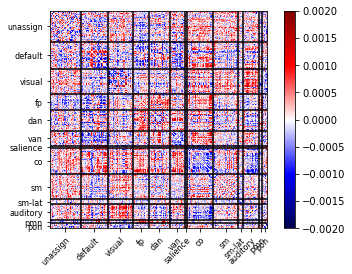 unassign
default
visual
fp
dan
van
salience
co
sm
sm-lat
auditory
pmn
pon
unassign
default
visual
fp
dan
van
salience
co
sm
sm-lat
auditory
0.0020
0.0015
0.0010
0.0005
0.0000
−0.0005
−0.0010
−0.0015
−0.0020